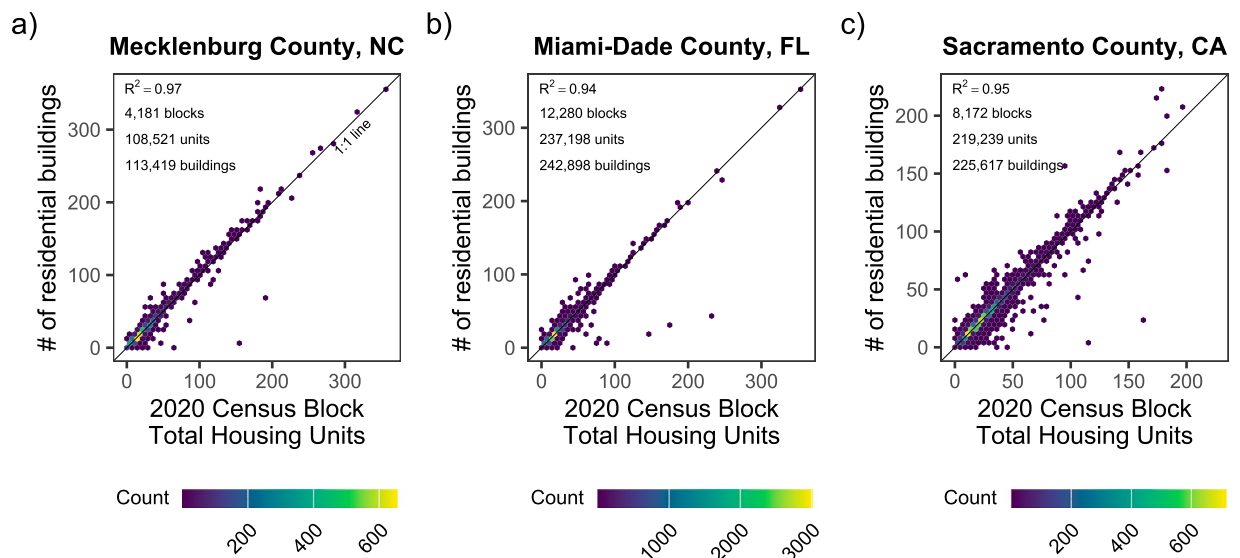 a)
Mecklenburg County, NC
R² = 0.97
4,181 blocks
108,521 units
113,419 buildings
1:1 line
# of residential buildings
300
200
100
0
0 100 200 300
2020 Census Block
Total Housing Units
Count
200 400 600
b)
Miami-Dade County, FL
R² = 0.94
12,280 blocks
237,198 units
242,898 buildings
# of residential buildings
300
200
100
0
0 100 200 300
2020 Census Block
Total Housing Units
Count
1000 2000 3000
c)
Sacramento County, CA
R² = 0.95
8,172 blocks
219,239 units
225,617 buildings
# of residential buildings
200
150
100
50
0
0 50 100 150 200
2020 Census Block
Total Housing Units
Count
200 400 600